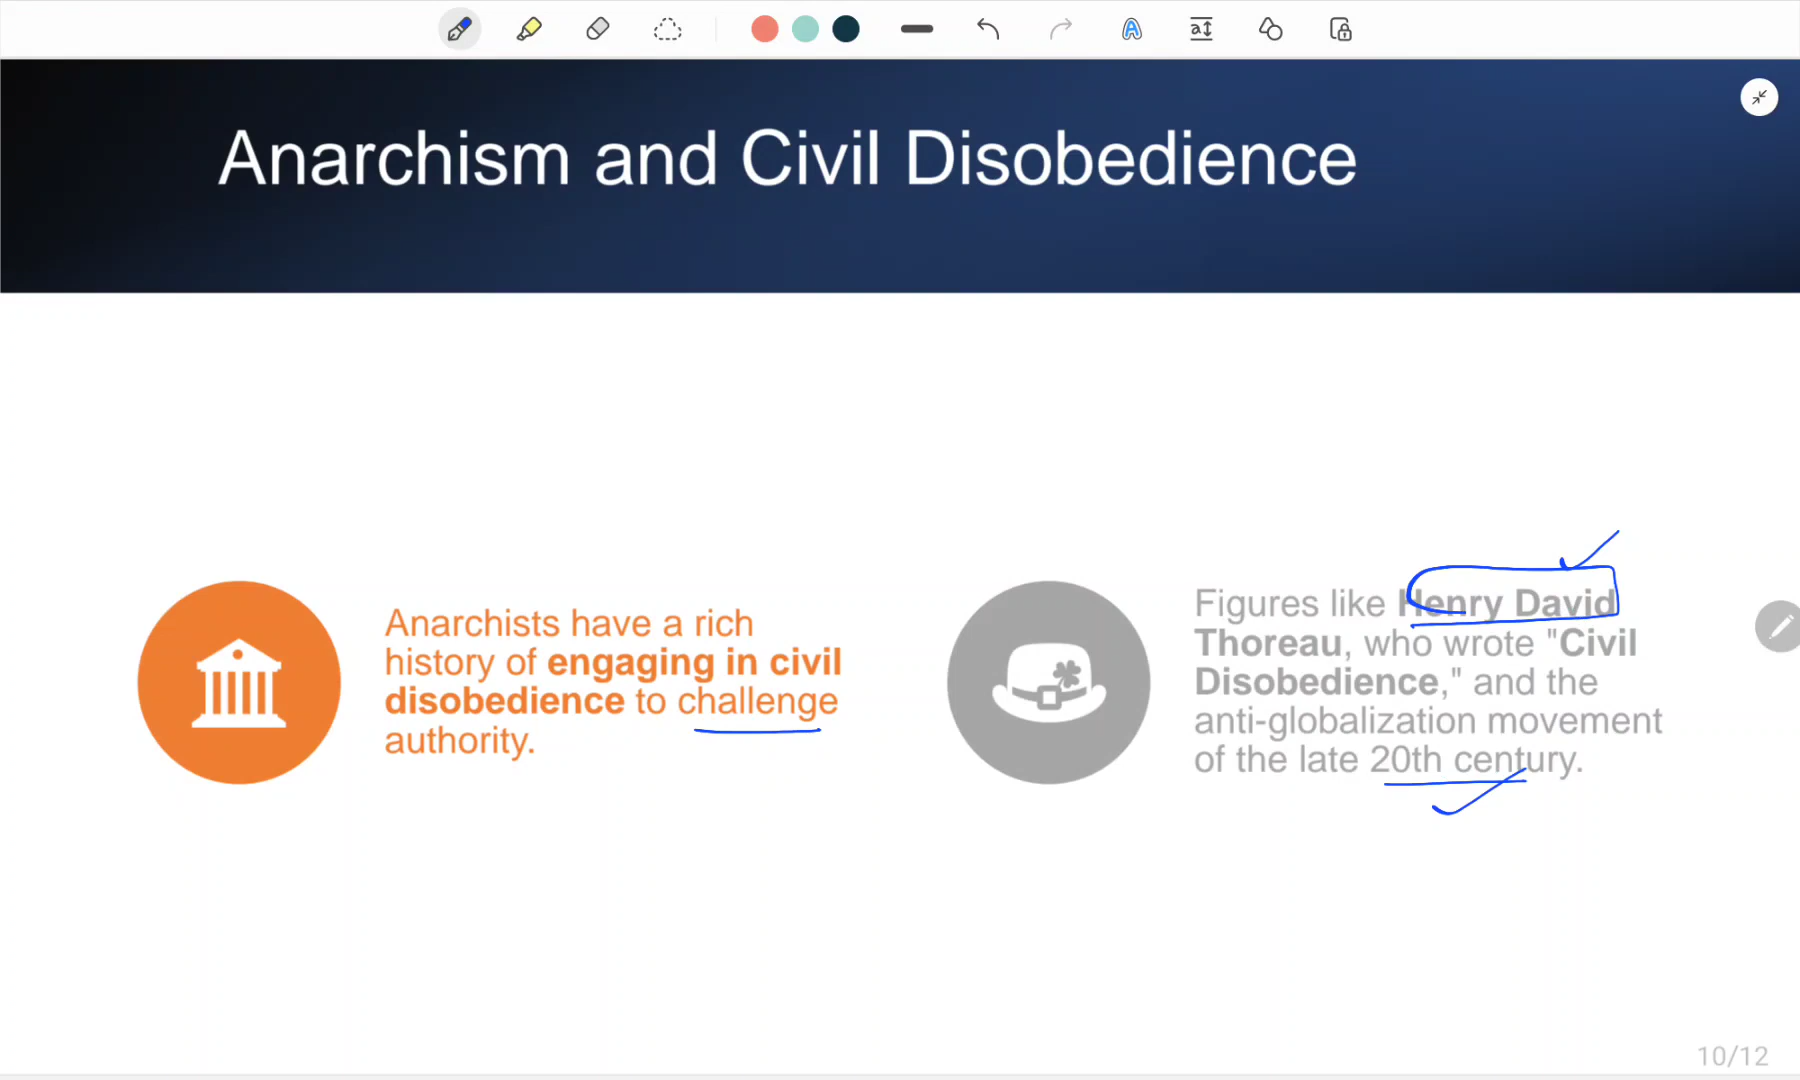 Anarchism and Civil Disobedience
Anarchists have a rich
history of engaging in civil
disobedience to challenge
authority.
Figures like Henry David
Thoreau, who wrote "Civil
Disobedience," and the
anti-globalization movement
of the late 20th century.
10/12